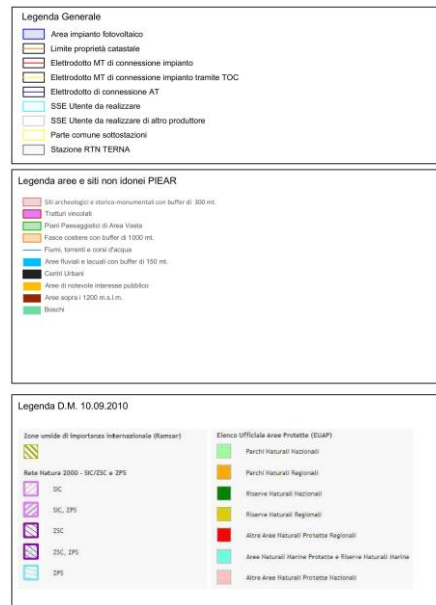 Legenda Generale
Area impianto fotovoltaico
Limite proprietà catastale
Elettrodotto MT di connessione impianto
Elettrodotto MT di connessione impianto tramite TOC
Elettrodotto di connessione AT
SSE Utente da realizzare
SSE Utente da realizzare di altro produttore
Parte comune sottostazioni
Stazione RTN TERNA
Legenda aree e siti non idonei PIEAR
Siti archeologici e storico-monumentali con buffer di 300 mt.
Tratturi vincolati
Piani Paesaggistici di Area Vasta
Fasce costiere con buffer di 1000 mt.
Fiumi, torrenti e corsi d'acqua
Aree fluviali e lacuali con buffer di 150 mt.
Centri Urbani
Aree di notevole interesse pubblico
Aree sopra i 1200 m.s.l.m.
Boschi
Legenda D.M. 10.09.2010
Zone umide di importanza internazionale (Ramsar)
Rete Natura 2000 - SIC/ZSC e ZPS
SIC
SIC, ZPS
ZSC
ZSC, ZPS
ZPS
Elenco Ufficiale Aree Protette (EUAP)
Parchi Naturali Nazionali
Parchi Naturali Regionali
Riserve Naturali Nazionali
Riserve Naturali Regionali
Altre Aree Naturali Protette Regionali
Aree Naturali Marine Protette e Riserve Naturali Marine
Altre Aree Naturali Protette Nazionali